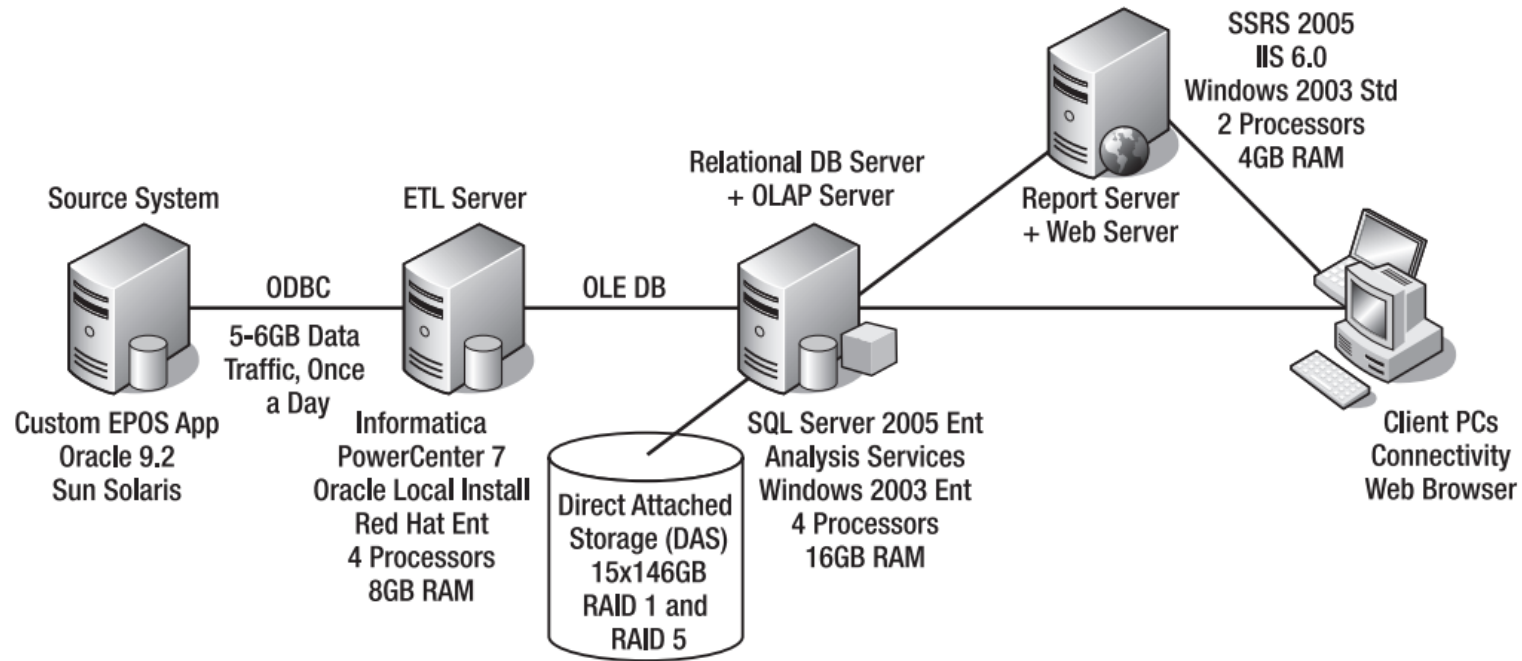 Source System
Custom EPOS App
Oracle 9.2
Sun Solaris
ODBC
5-6GB Data
Traffic, Once
a Day
ETL Server
Informatica
PowerCenter 7
Oracle Local Install
Red Hat Ent
4 Processors
8GB RAM
OLE DB
Relational DB Server
+ OLAP Server
SQL Server 2005 Ent
Analysis Services
Windows 2003 Ent
4 Processors
16GB RAM
Direct Attached
Storage (DAS)
15x146GB
RAID 1 and
RAID 5
Report Server
+ Web Server
SSRS 2005
IIS 6.0
Windows 2003 Std
2 Processors
4GB RAM
Client PCs
Connectivity
Web Browser